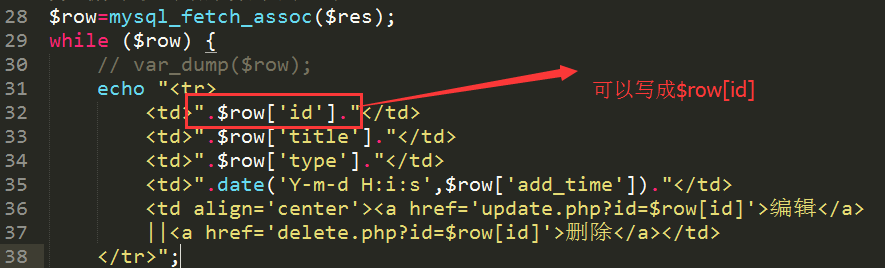 28 $row=mysql_fetch_assoc($res);
29 while ($row) {
30 // var_dump($row);
31 echo "<tr>
32 <td>".$row['id']."</td>
可以写成$row[id]
33 <td>".$row['title']."</td>
34 <td>".$row['type']."</td>
35 <td>".date('Y-m-d H:i:s',$row['add_time'])."</td>
36 <td align='center'><a href='update.php?id=$row[id]'>编辑</a>
37 ||<a href='delete.php?id=$row[id]'>删除</a></td>
38 </tr>";